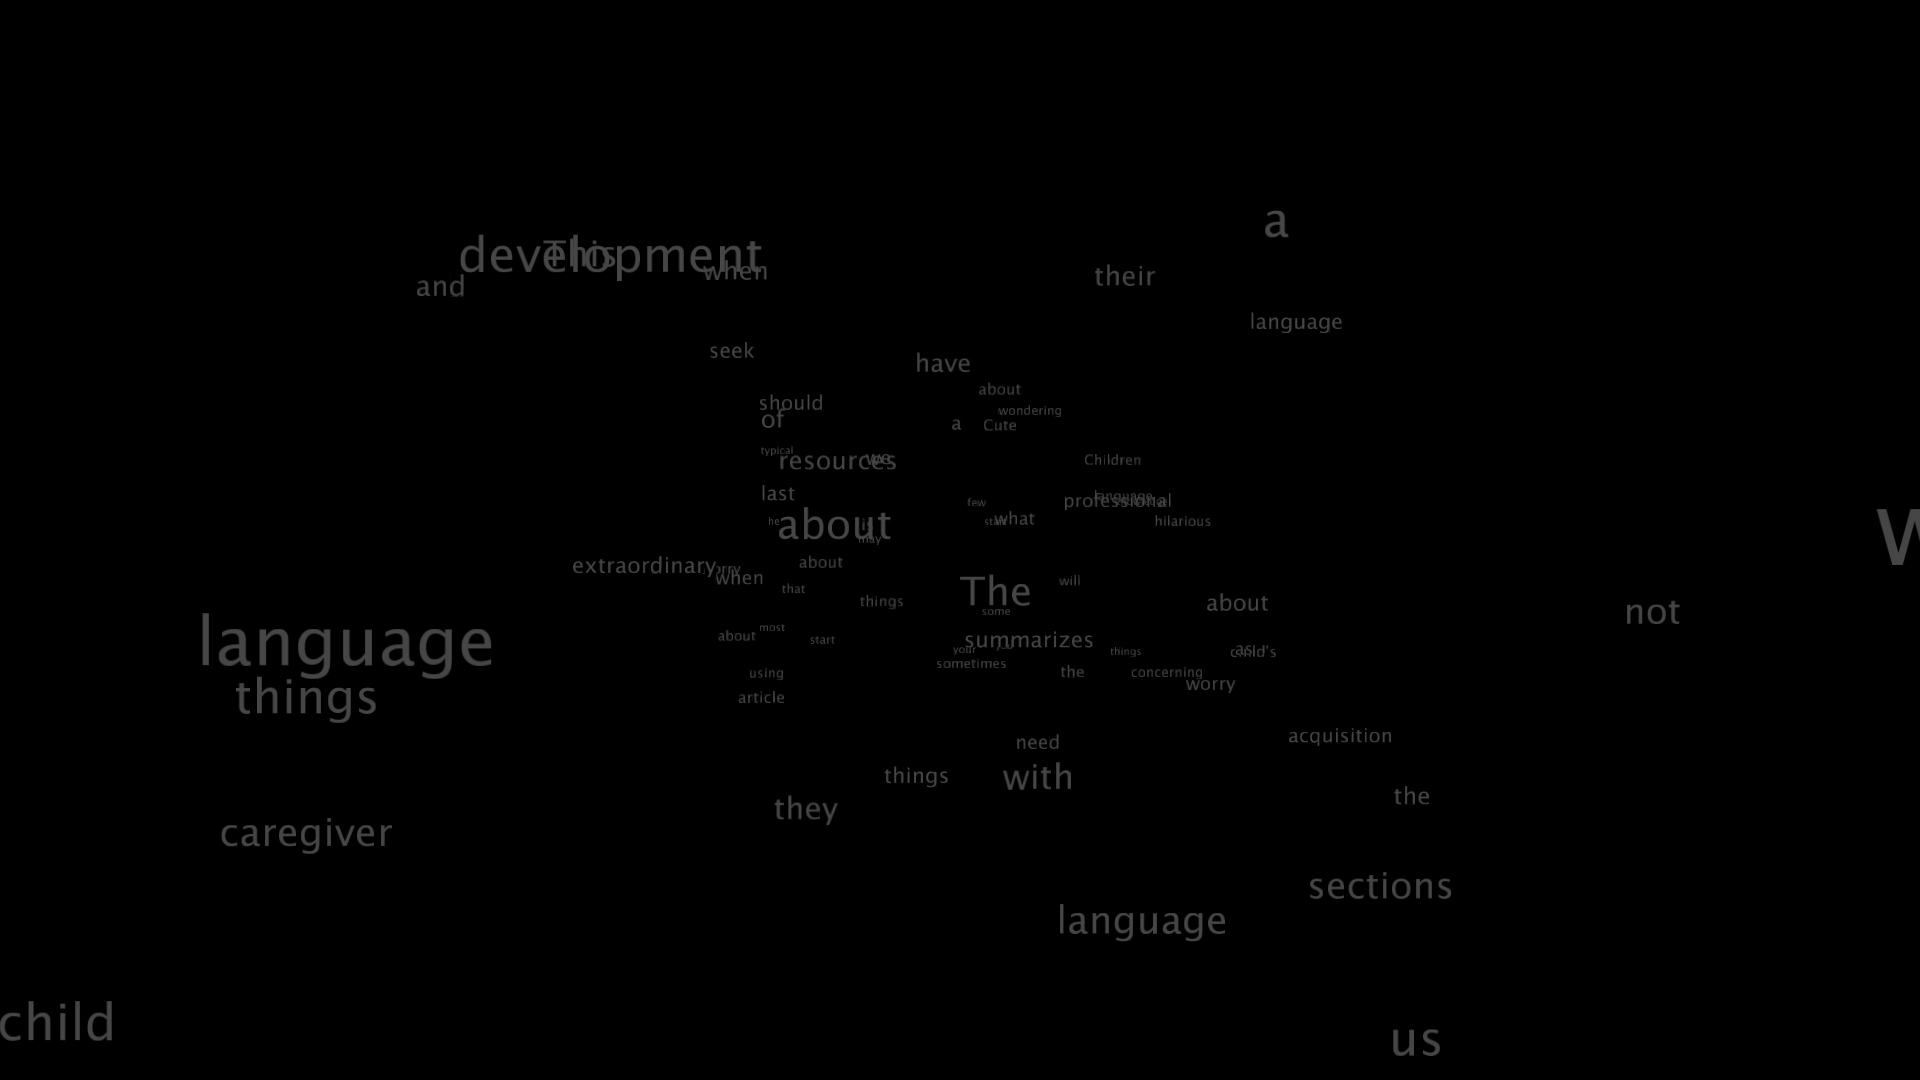 a
development
This
when
their
and
language
seek
have
about
should
wondering
of
a
Cute
typical
resources
we
Children
last
language
professional
few
what
he
about
is
hilarious
may
about
extraordinary
when
that
will
The
things
about
some
not
most
about
start
summarizes
language
your
things
child's
sometimes
using
the
concerning
worry
things
article
need
acquisition
things
with
the
they
caregiver
sections
language
child
us